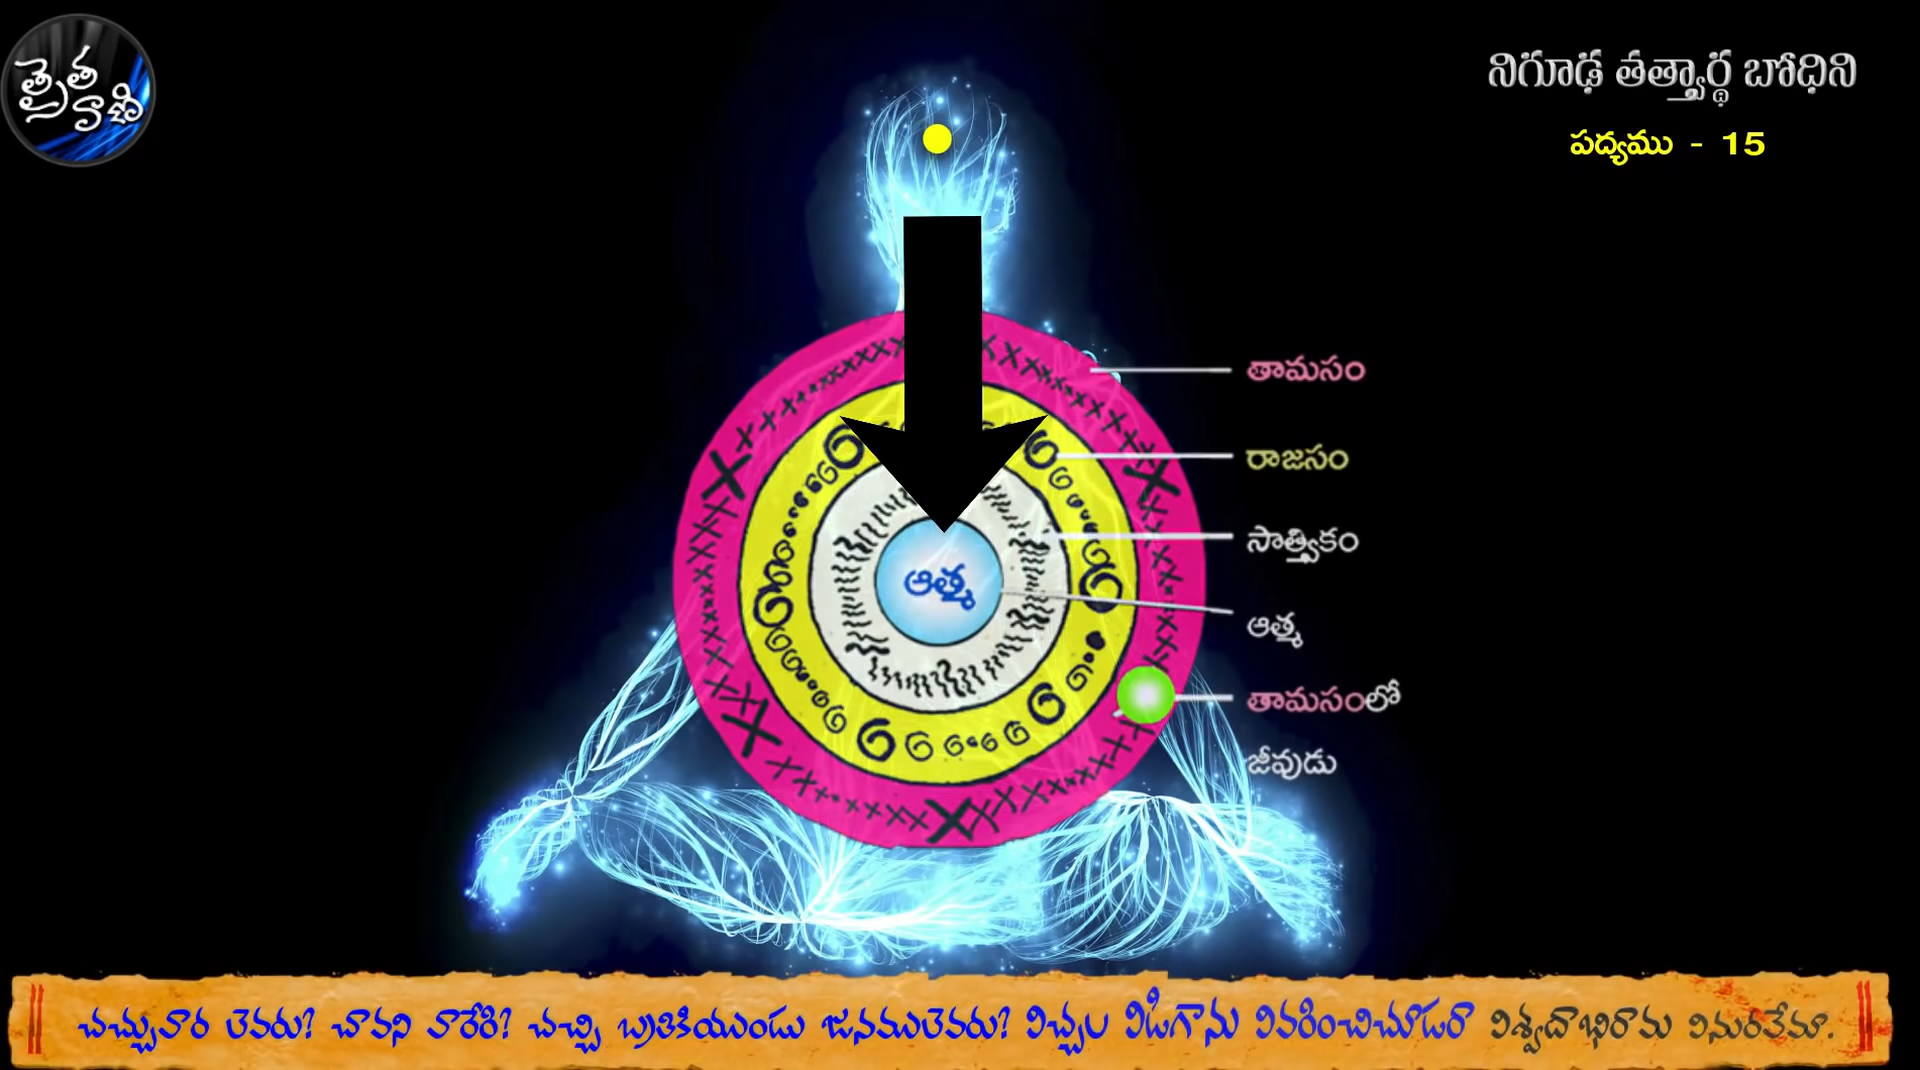 త్రైత
వాణి
నిగూఢ తత్త్వార్థ బోధిని
పద్యము - 15
తామసం
రాజసం
సాత్త్వికం
ఆత్మ
ఆత్మ
తామసంలో
జీవుడు
చచ్చువార లెవరు? చావని వారేరి? చచ్చి బ్రతికియుండు జనములెవరు? విచ్చల విడిగాను వివరించిచూడరా విశ్వదాభిరామ వినురవేమా.